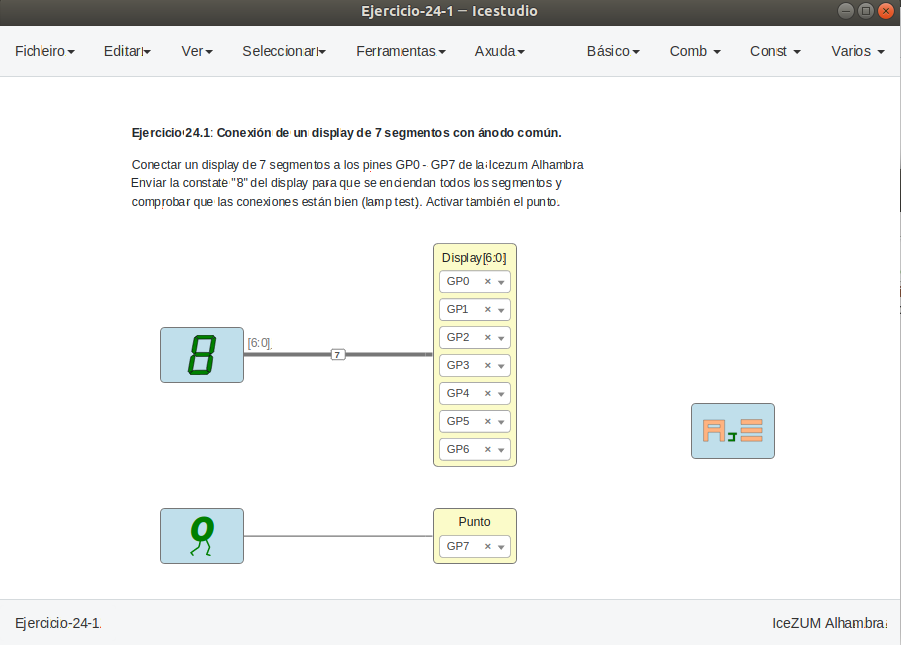 Ejercicio-24-1 – Icestudio
Ficheiro Editar Ver Seleccionar Ferramentas Axuda Básico Comb Const Varios
Ejercicio 24.1: Conexión de un display de 7 segmentos con ánodo común.
Conectar un display de 7 segmentos a los pines GP0 - GP7 de la Icezum Alhambra
Enviar la constate "8" del display para que se enciendan todos los segmentos y
comprobar que las conexiones están bien (lamp test). Activar también el punto.
Display[6:0]
GP0
GP1
GP2
GP3
GP4
GP5
GP6
8
[6:0]
7
0
Punto
GP7
Ejercicio-24-1
IceZUM Alhambra